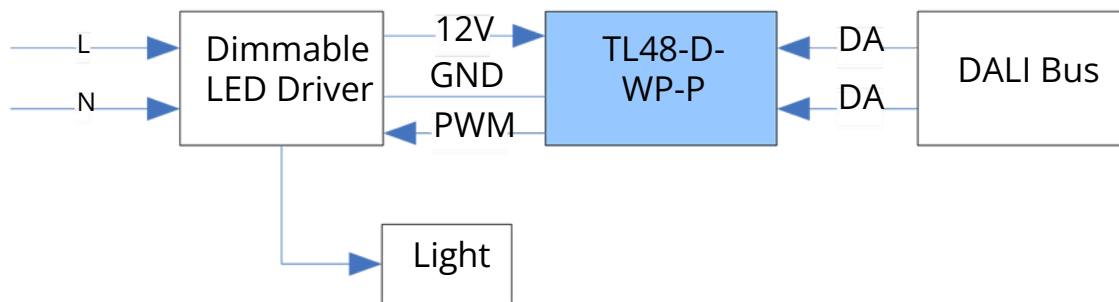 L
N
Dimmable
LED Driver
12V
GND
PWM
TL48-D-
WP-P
DA
DA
DALI Bus
Light